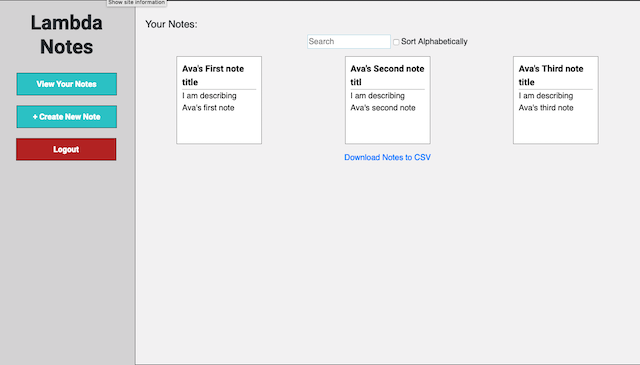 Show site information
Lambda
Notes
View Your Notes
+ Create New Note
Logout
Your Notes:
Search
Sort Alphabetically
Ava's First note
title
I am describing
Ava's first note
Ava's Second note
titl
I am describing
Ava's second note
Ava's Third note
title
I am describing
Ava's third note
Download Notes to CSV